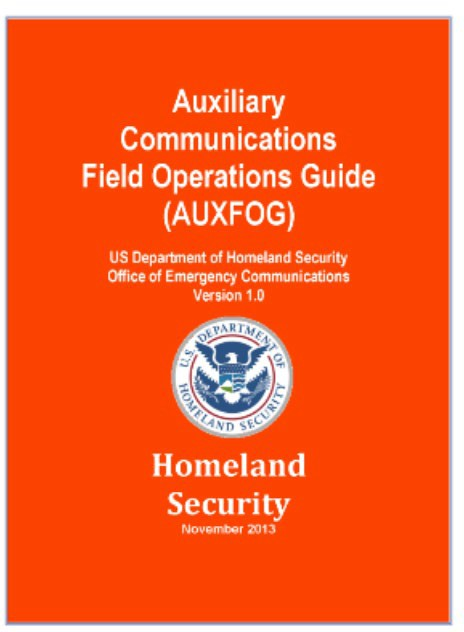 Auxiliary
Communications
Field Operations Guide
(AUXFOG)
US Department of Homeland Security
Office of Emergency Communications
Version 1.0
U.S. DEPARTMENT OF
HOMELAND SECURITY
Homeland
Security
November 2013